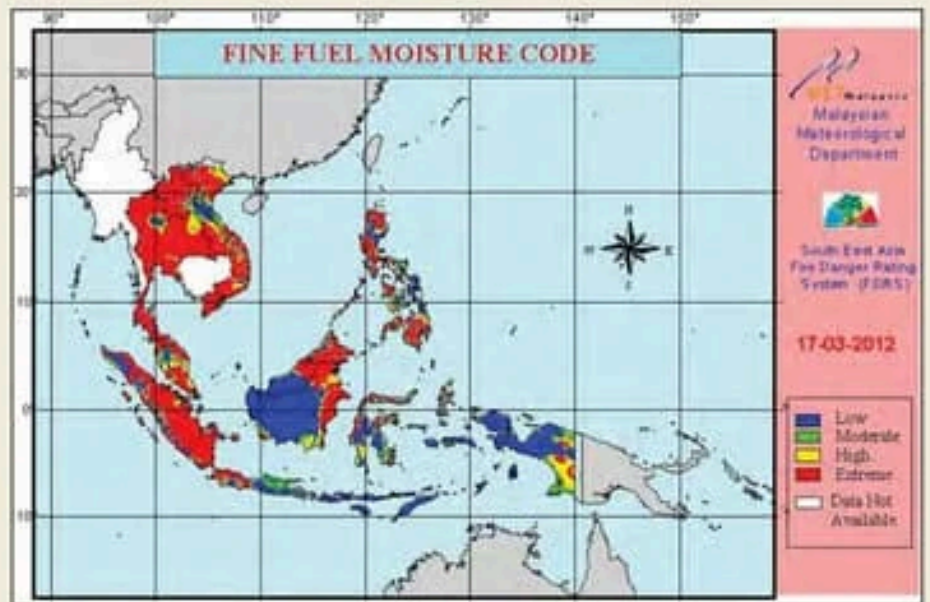 90° 100° 110° 120° 130° 140° 150°
FINE FUEL MOISTURE CODE
30
20
10
0
10
N
E
Malaysian
Meteorological
Department
South East Asia
Fire Danger Rating
System (FDRS)
17-03-2012
Low
Moderate
High
Extreme
Data Not
Available